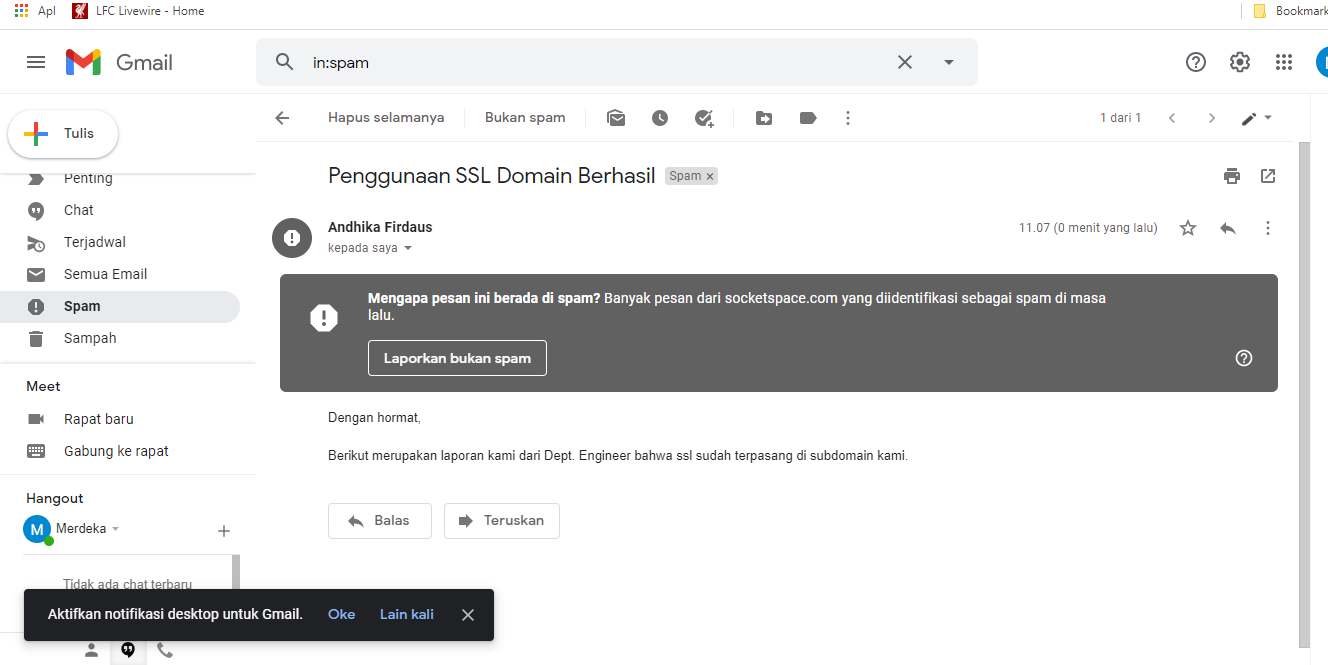 Apl
LFC Livewire - Home
Bookmark
Gmail
in:spam
Tulis
Hapus selamanya
Bukan spam
1 dari 1
Penting
Chat
Terjadwal
Semua Email
Spam
Sampah
Meet
Rapat baru
Gabung ke rapat
Hangout
M
Merdeka
Tidak ada chat terbaru
Penggunaan SSL Domain Berhasil
Spam ×
Andhika Firdaus
11.07 (0 menit yang lalu)
kepada saya
Mengapa pesan ini berada di spam? Banyak pesan dari socketspace.com yang diidentifikasi sebagai spam di masa
lalu.
Laporkan bukan spam
Dengan hormat,
Berikut merupakan laporan kami dari Dept. Engineer bahwa ssl sudah terpasang di subdomain kami.
Balas
Teruskan
Aktifkan notifikasi desktop untuk Gmail.
Oke
Lain kali